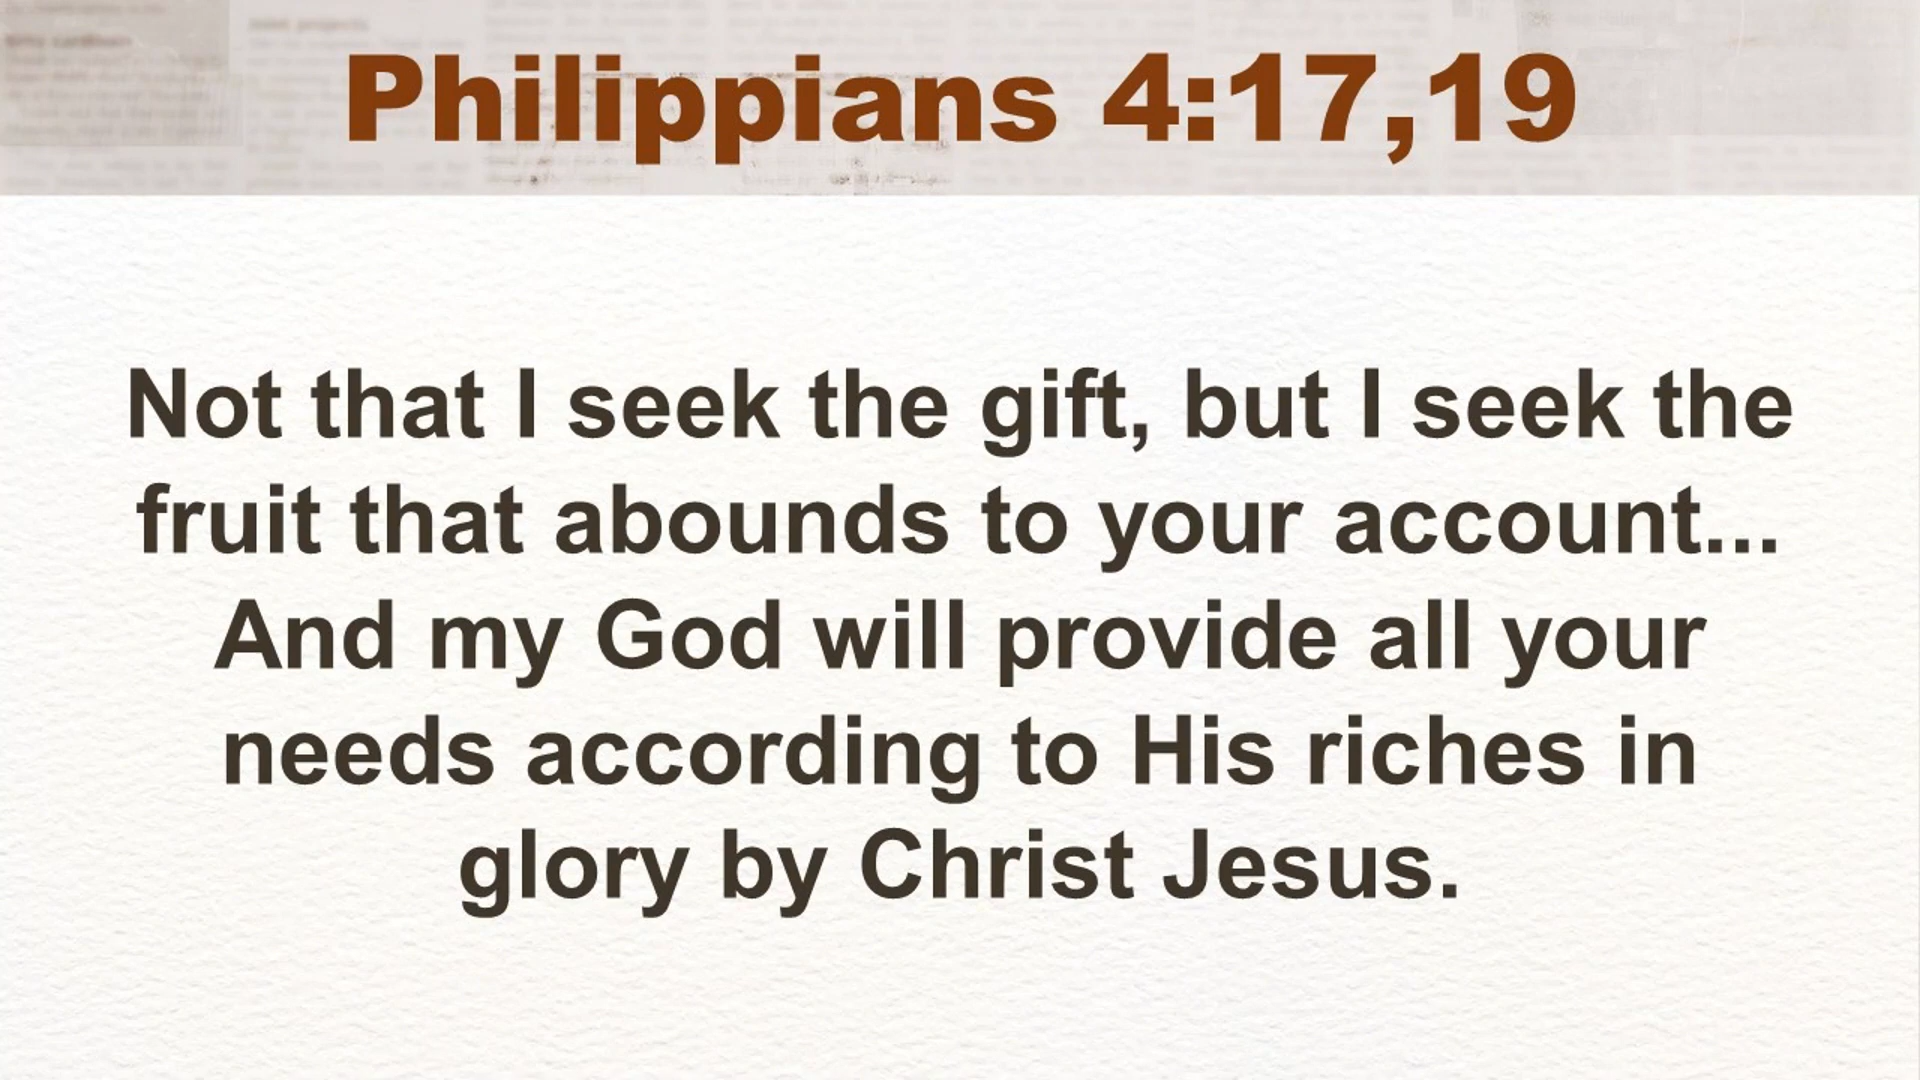 Philippians 4:17,19
Not that I seek the gift, but I seek the
fruit that abounds to your account...
And my God will provide all your
needs according to His riches in
glory by Christ Jesus.